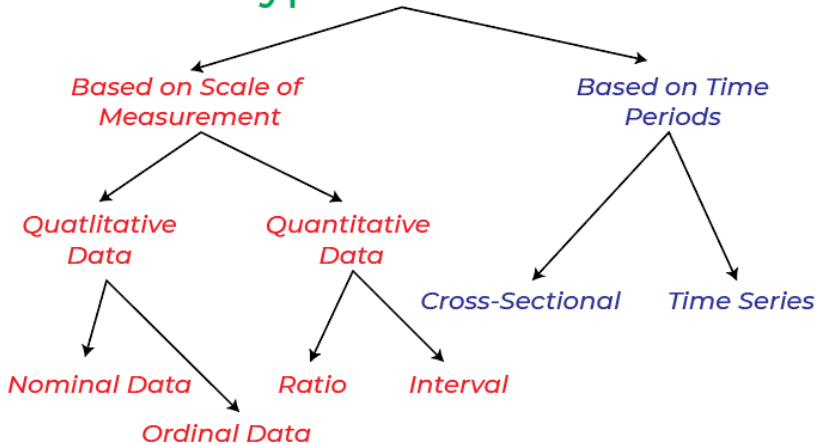 Based on Scale of
Measurement
Based on Time
Periods
Quatlitative
Data
Quantitative
Data
Cross-Sectional
Time Series
Nominal Data
Ratio
Interval
Ordinal Data